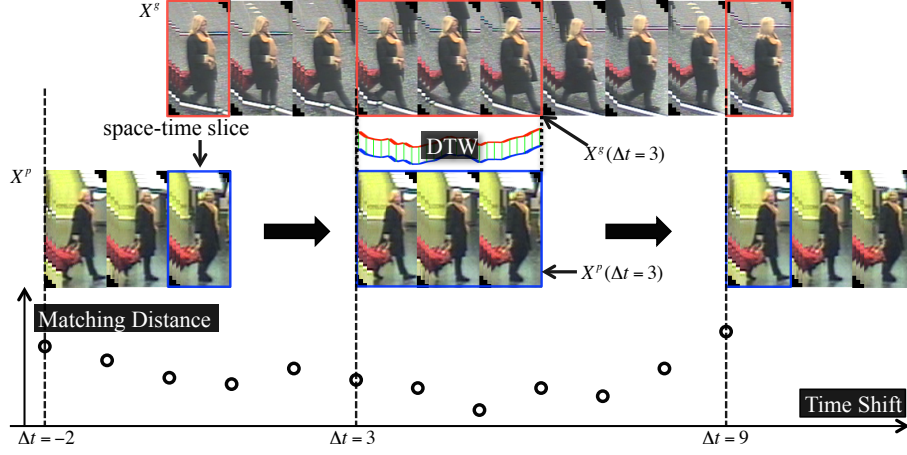 X^g
space-time slice
DTW
X^g(Δt = 3)
X^p
X^p(Δt = 3)
Matching Distance
Time Shift
Δt = −2
Δt = 3
Δt = 9